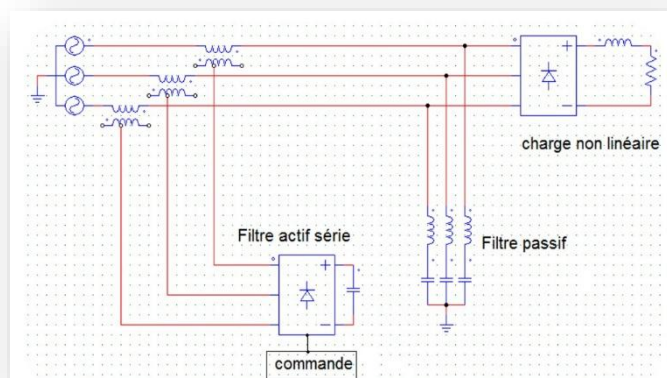 charge non linéaire
Filtre actif série
Filtre passif
commande